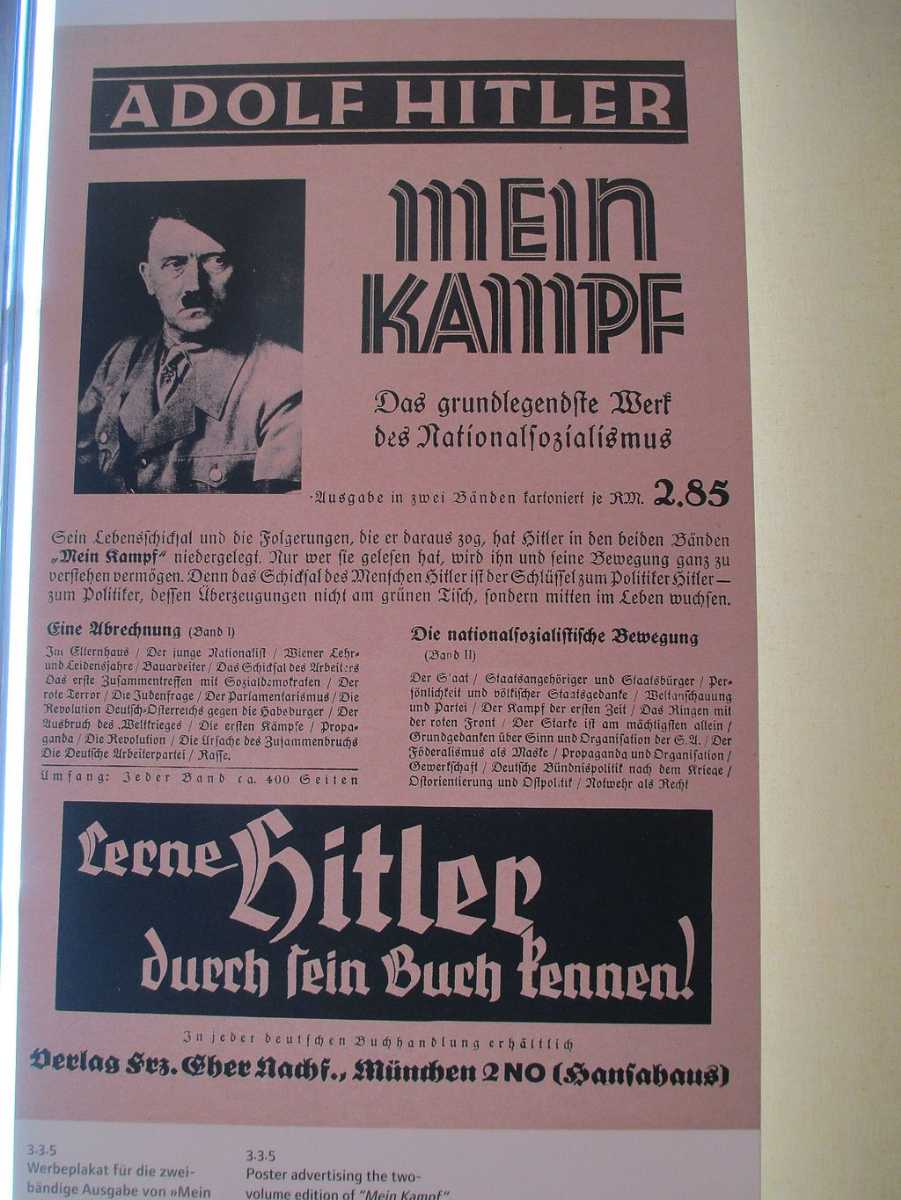 ADOLF HITLER
MEIN
KAMPF
Das grundlegendste Werk
des Nationalsozialismus
Ausgabe in zwei Bänden kartoniert je RM. 2.85
Sein Lebensschicksal und die Folgerungen, die er daraus zog, hat Hitler in den beiden Bänden
„Mein Kampf“ niedergelegt. Nur wer sie gelesen hat, wird ihn und seine Bewegung ganz zu
verstehen vermögen. Denn das Schicksal des Menschen Hitler ist der Schlüssel zum Politiker Hitler —
zum Politiker, dessen Überzeugungen nicht am grünen Tisch, sondern mitten im Leben wuchsen.
Eine Abrechnung (Band I)
Im Elternhaus / Der junge Nationalist / Wiener Lehr-
und Leidensjahre / Bauarbeiter / Das Schicksal des Arbeiters
Das erste Zusammentreffen mit Sozialdemokraten / Der
rote Terror / Die Judenfrage / Der Parlamentarismus / Die
Revolution Deutsch-Österreichs gegen die Habsburger / Der
Ausbruch des Weltkrieges / Die ersten Kämpfe / Propa-
ganda / Die Revolution / Die Ursache des Zusammenbruchs
Die Deutsche Arbeiterpartei / Rasse.
Umfang: Jeder Band ca. 400 Seiten
Die nationalsozialistische Bewegung
(Band II)
Der Staat / Staatsangehöriger und Staatsbürger / Per-
sönlichkeit und völkischer Staatsgedanke / Weltanschauung
und Partei / Der Kampf der ersten Zeit / Das Ringen mit
der roten Front / Der Starke ist am mächtigsten allein /
Grundgedanken über Sinn und Organisation der S.A. / Der
Föderalismus als Maske / Propaganda und Organisation /
Gewerkschaft / Deutsche Bündnispolitik nach dem Kriege /
Ostorientierung und Ostpolitik / Notwehr als Recht
Lerne Hitler
durch sein Buch kennen!
In jeder deutschen Buchhandlung erhältlich
Verlag Frz. Eher Nachf., München 2 NO (Hansahaus)
3.3.5
Werbeplakat für die zwei-
bändige Ausgabe von »Mein
3.3.5
Poster advertising the two-
volume edition of "Mein Kampf"